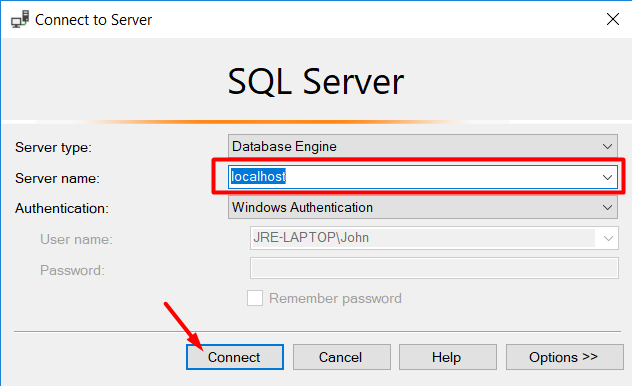 Connect to Server
SQL Server
Server type: Database Engine
Server name: localhost
Authentication: Windows Authentication
User name: JRE-LAPTOP\John
Password:
Remember password
Connect Cancel Help Options >>